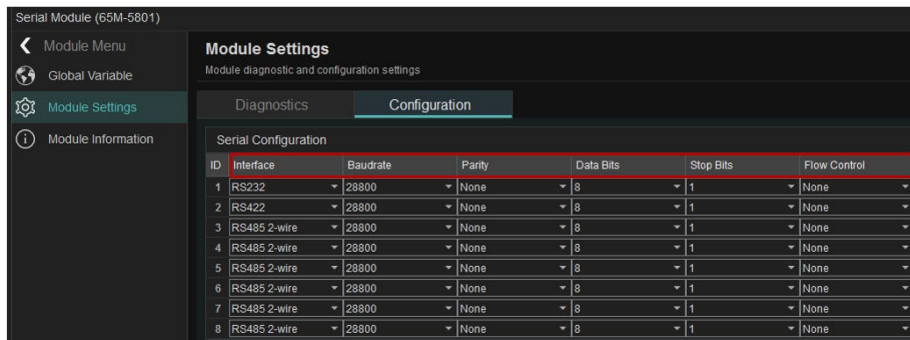 Serial Module (65M-5801)
Module Menu
Global Variable
Module Settings
Module Information
Module Settings
Module diagnostic and configuration settings
Diagnostics Configuration
Serial Configuration
ID Interface Baudrate Parity Data Bits Stop Bits Flow Control
1 RS232 28800 None 8 1 None
2 RS422 28800 None 8 1 None
3 RS485 2-wire 28800 None 8 1 None
4 RS485 2-wire 28800 None 8 1 None
5 RS485 2-wire 28800 None 8 1 None
6 RS485 2-wire 28800 None 8 1 None
7 RS485 2-wire 28800 None 8 1 None
8 RS485 2-wire 28800 None 8 1 None